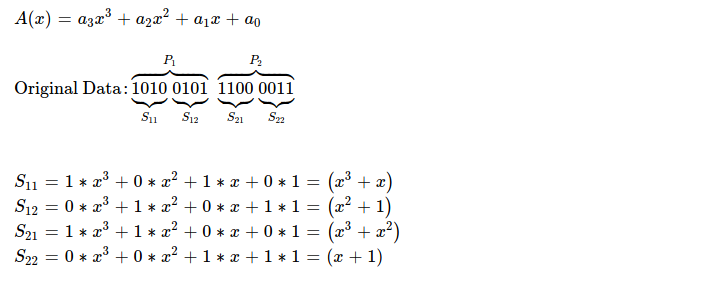 A(x) = a₃x³ + a₂x² + a₁x + a₀
P₁ P₂
Original Data: 1010 0101 1100 0011
S₁₁ S₁₂ S₂₁ S₂₂
S₁₁ = 1 * x³ + 0 * x² + 1 * x + 0 * 1 = (x³ + x)
S₁₂ = 0 * x³ + 1 * x² + 0 * x + 1 * 1 = (x² + 1)
S₂₁ = 1 * x³ + 1 * x² + 0 * x + 0 * 1 = (x³ + x²)
S₂₂ = 0 * x³ + 0 * x² + 1 * x + 1 * 1 = (x + 1)